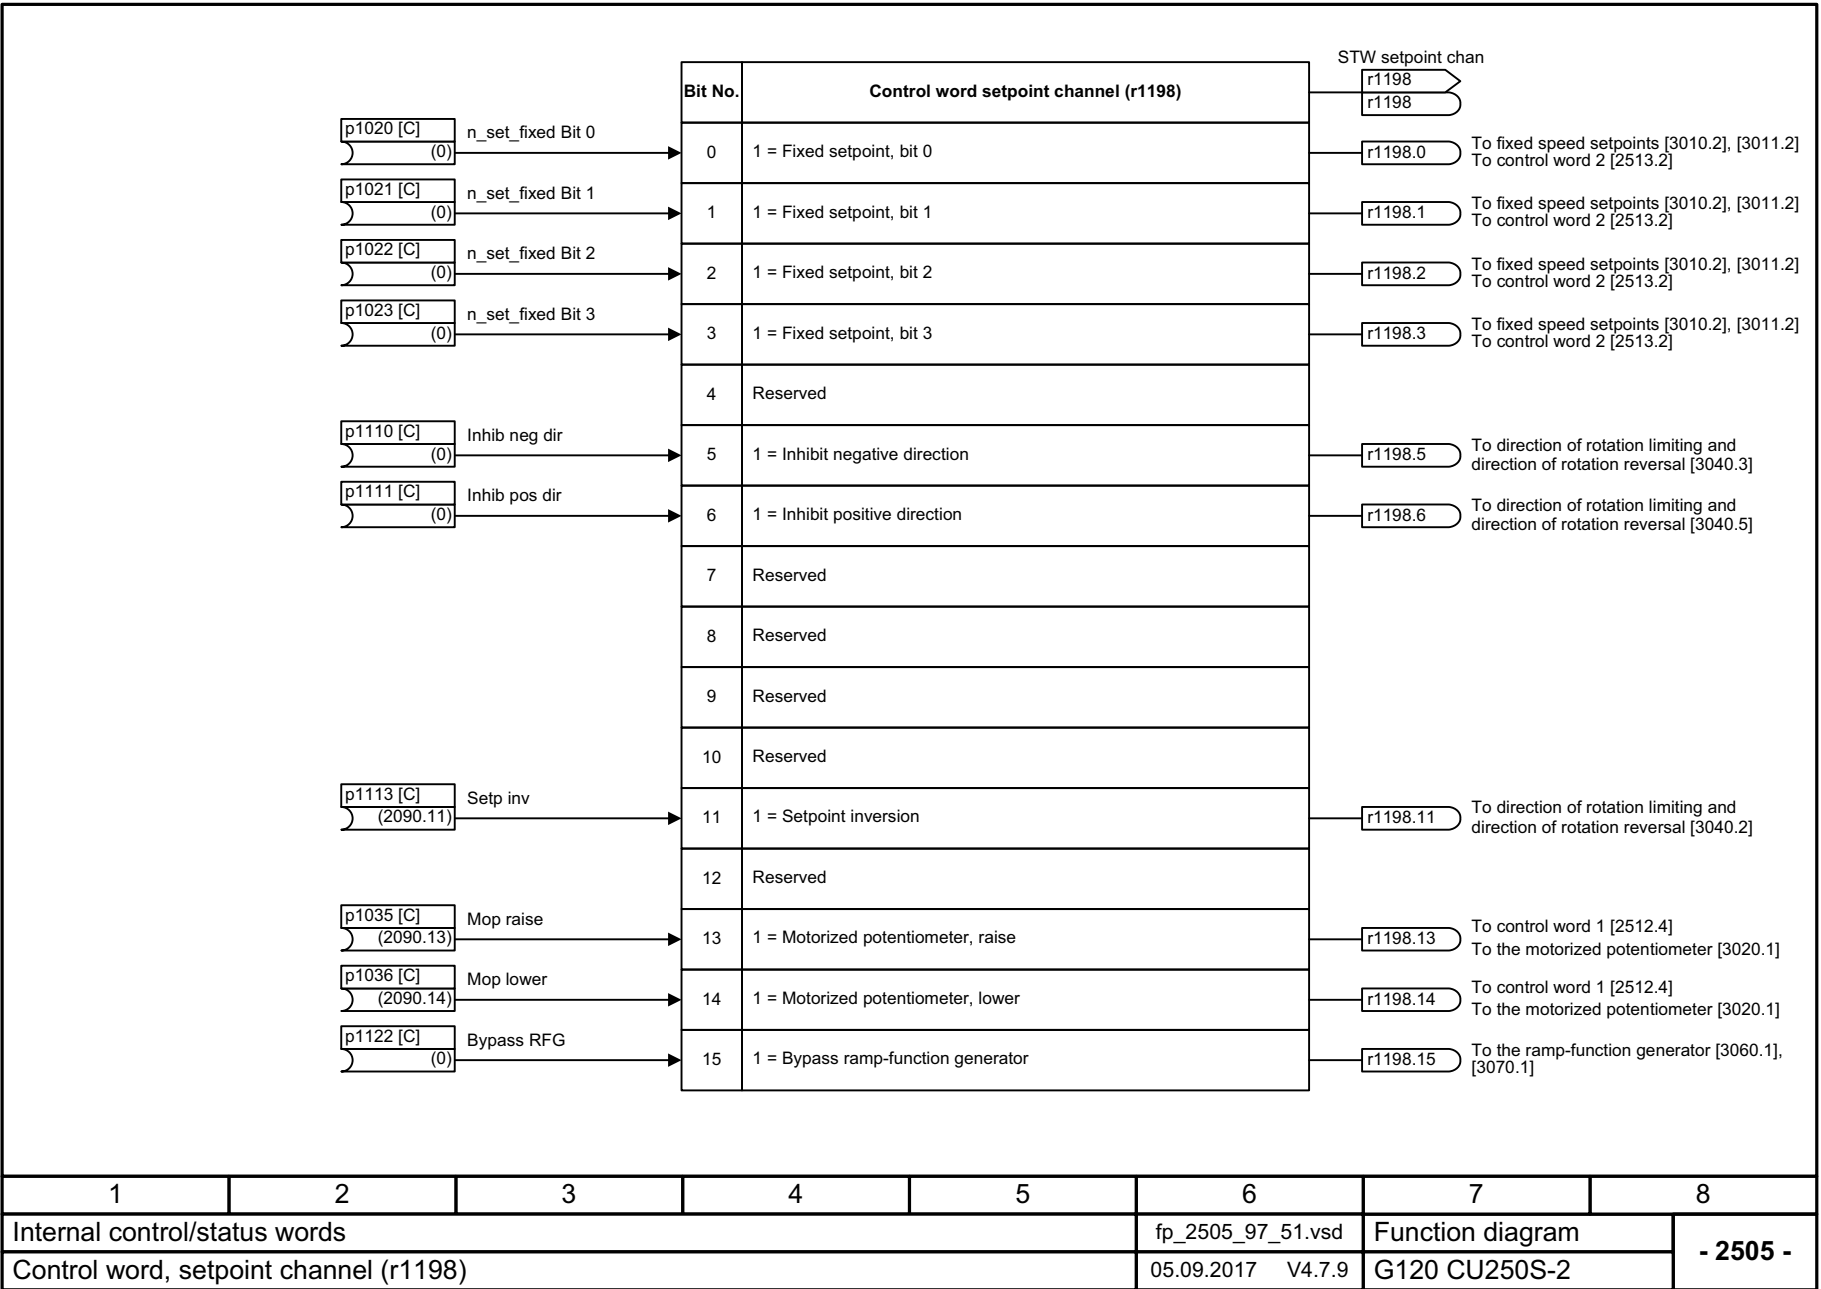 STW setpoint chan
Bit No. Control word setpoint channel (r1198) r1198
r1198
p1020 [C] n_set_fixed Bit 0
(0) 0 1 = Fixed setpoint, bit 0 r1198.0 To fixed speed setpoints [3010.2], [3011.2]
To control word 2 [2513.2]
p1021 [C] n_set_fixed Bit 1
(0) 1 1 = Fixed setpoint, bit 1 r1198.1 To fixed speed setpoints [3010.2], [3011.2]
To control word 2 [2513.2]
p1022 [C] n_set_fixed Bit 2
(0) 2 1 = Fixed setpoint, bit 2 r1198.2 To fixed speed setpoints [3010.2], [3011.2]
To control word 2 [2513.2]
p1023 [C] n_set_fixed Bit 3
(0) 3 1 = Fixed setpoint, bit 3 r1198.3 To fixed speed setpoints [3010.2], [3011.2]
To control word 2 [2513.2]
4 Reserved
p1110 [C] Inhib neg dir
(0) 5 1 = Inhibit negative direction r1198.5 To direction of rotation limiting and
direction of rotation reversal [3040.3]
p1111 [C] Inhib pos dir
(0) 6 1 = Inhibit positive direction r1198.6 To direction of rotation limiting and
direction of rotation reversal [3040.5]
7 Reserved
8 Reserved
9 Reserved
10 Reserved
p1113 [C] Setp inv
(2090.11) 11 1 = Setpoint inversion r1198.11 To direction of rotation limiting and
direction of rotation reversal [3040.2]
12 Reserved
p1035 [C] Mop raise
(2090.13) 13 1 = Motorized potentiometer, raise r1198.13 To control word 1 [2512.4]
To the motorized potentiometer [3020.1]
p1036 [C] Mop lower
(2090.14) 14 1 = Motorized potentiometer, lower r1198.14 To control word 1 [2512.4]
To the motorized potentiometer [3020.1]
p1122 [C] Bypass RFG
(0) 15 1 = Bypass ramp-function generator r1198.15 To the ramp-function generator [3060.1],
[3070.1]
1 2 3 4 5 6 7 8
Internal control/status words fp_2505_97_51.vsd Function diagram
- 2505 -
Control word, setpoint channel (r1198) 05.09.2017 V4.7.9 G120 CU250S-2